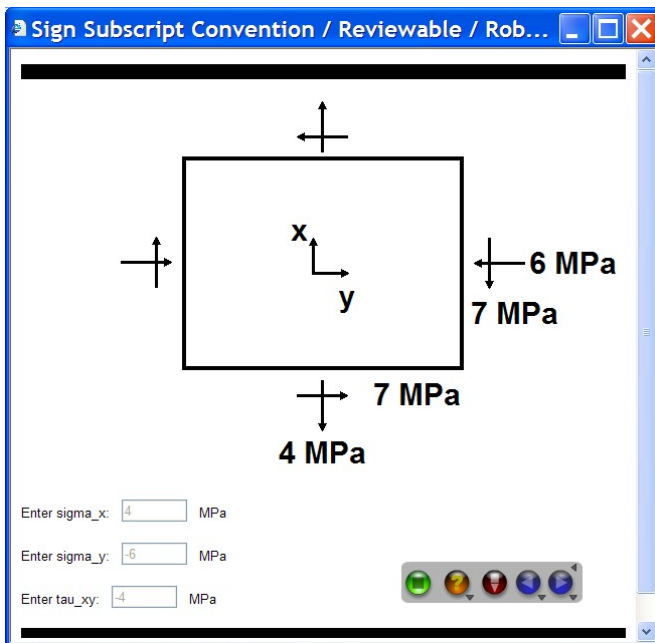 Sign Subscript Convention / Reviewable / Rob...
x
y
6 MPa
7 MPa
7 MPa
4 MPa
Enter sigma_x: 4 MPa
Enter sigma_y: -6 MPa
Enter tau_xy: -4 MPa